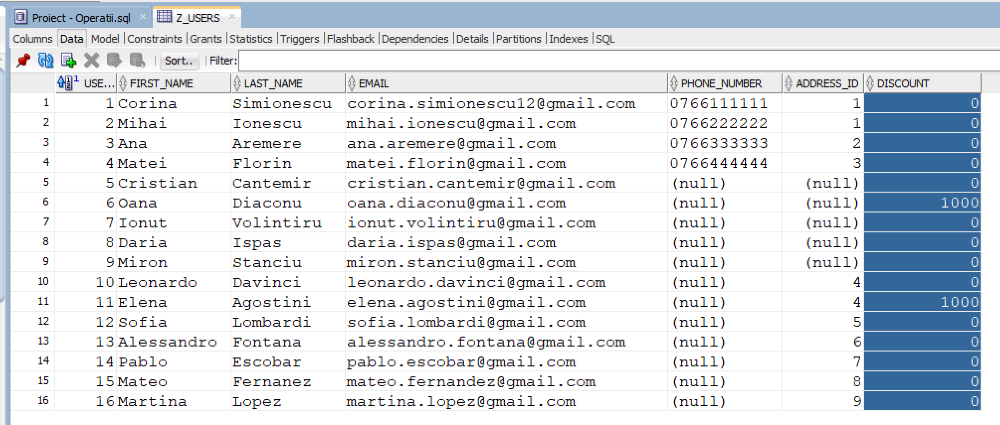 Proiect - Operatii.sql Z_USERS
Columns Data Model Constraints Grants Statistics Triggers Flashback Dependencies Details Partitions Indexes SQL
Sort.. Filter:
USE... FIRST_NAME LAST_NAME EMAIL PHONE_NUMBER ADDRESS_ID DISCOUNT
1 1 Corina Simionescu corina.simionescu12@gmail.com 0766111111 1 0
2 2 Mihai Ionescu mihai.ionescu@gmail.com 0766222222 1 0
3 3 Ana Aremere ana.aremere@gmail.com 0766333333 2 0
4 4 Matei Florin matei.florin@gmail.com 0766444444 3 0
5 5 Cristian Cantemir cristian.cantemir@gmail.com (null) (null) 0
6 6 Oana Diaconu oana.diaconu@gmail.com (null) (null) 1000
7 7 Ionut Volintiru ionut.volintiru@gmail.com (null) (null) 0
8 8 Daria Ispas daria.ispas@gmail.com (null) (null) 0
9 9 Miron Stanciu miron.stanciu@gmail.com (null) (null) 0
10 10 Leonardo Davinci leonardo.davinci@gmail.com (null) 4 0
11 11 Elena Agostini elena.agostini@gmail.com (null) 4 1000
12 12 Sofia Lombardi sofia.lombardi@gmail.com (null) 5 0
13 13 Alessandro Fontana alessandro.fontana@gmail.com (null) 6 0
14 14 Pablo Escobar pablo.escobar@gmail.com (null) 7 0
15 15 Mateo Fernanez mateo.fernandez@gmail.com (null) 8 0
16 16 Martina Lopez martina.lopez@gmail.com (null) 9 0